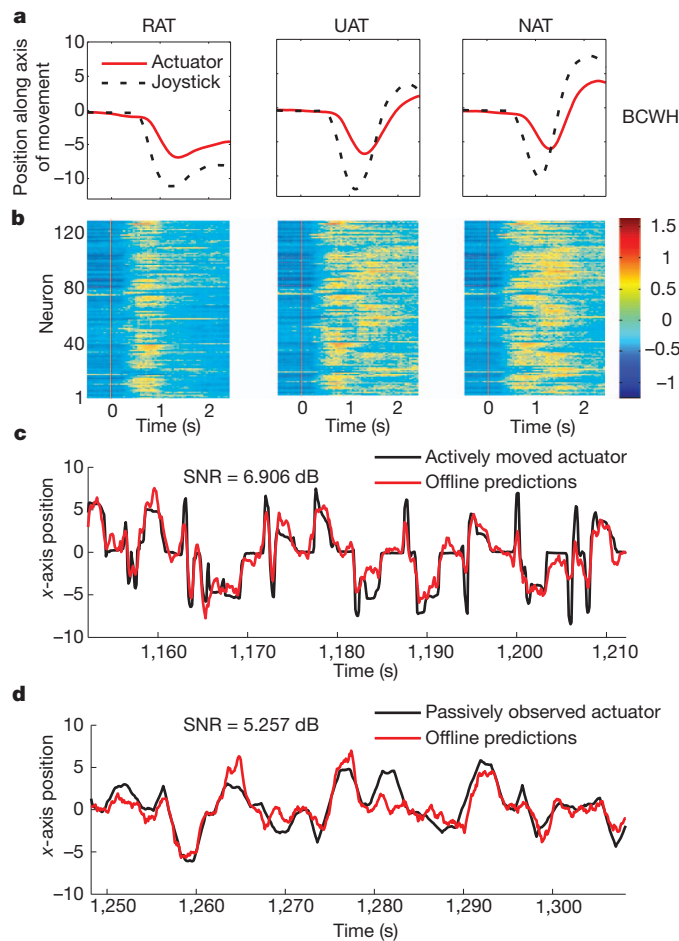 a
RAT
UAT
NAT
Position along axis
of movement
10
5
0
−5
−10
Actuator
Joystick
BCWH
b
Neuron
120
80
40
1
0 1 2
Time (s)
0 1 2
Time (s)
0 1 2
Time (s)
1.5
1
0.5
0
−0.5
−1
c
SNR = 6.906 dB
Actively moved actuator
Offline predictions
x-axis position
10
5
0
−5
−10
1,160 1,170 1,180 1,190 1,200 1,210
Time (s)
d
SNR = 5.257 dB
Passively observed actuator
Offline predictions
x-axis position
10
5
0
−5
−10
1,250 1,260 1,270 1,280 1,290 1,300
Time (s)